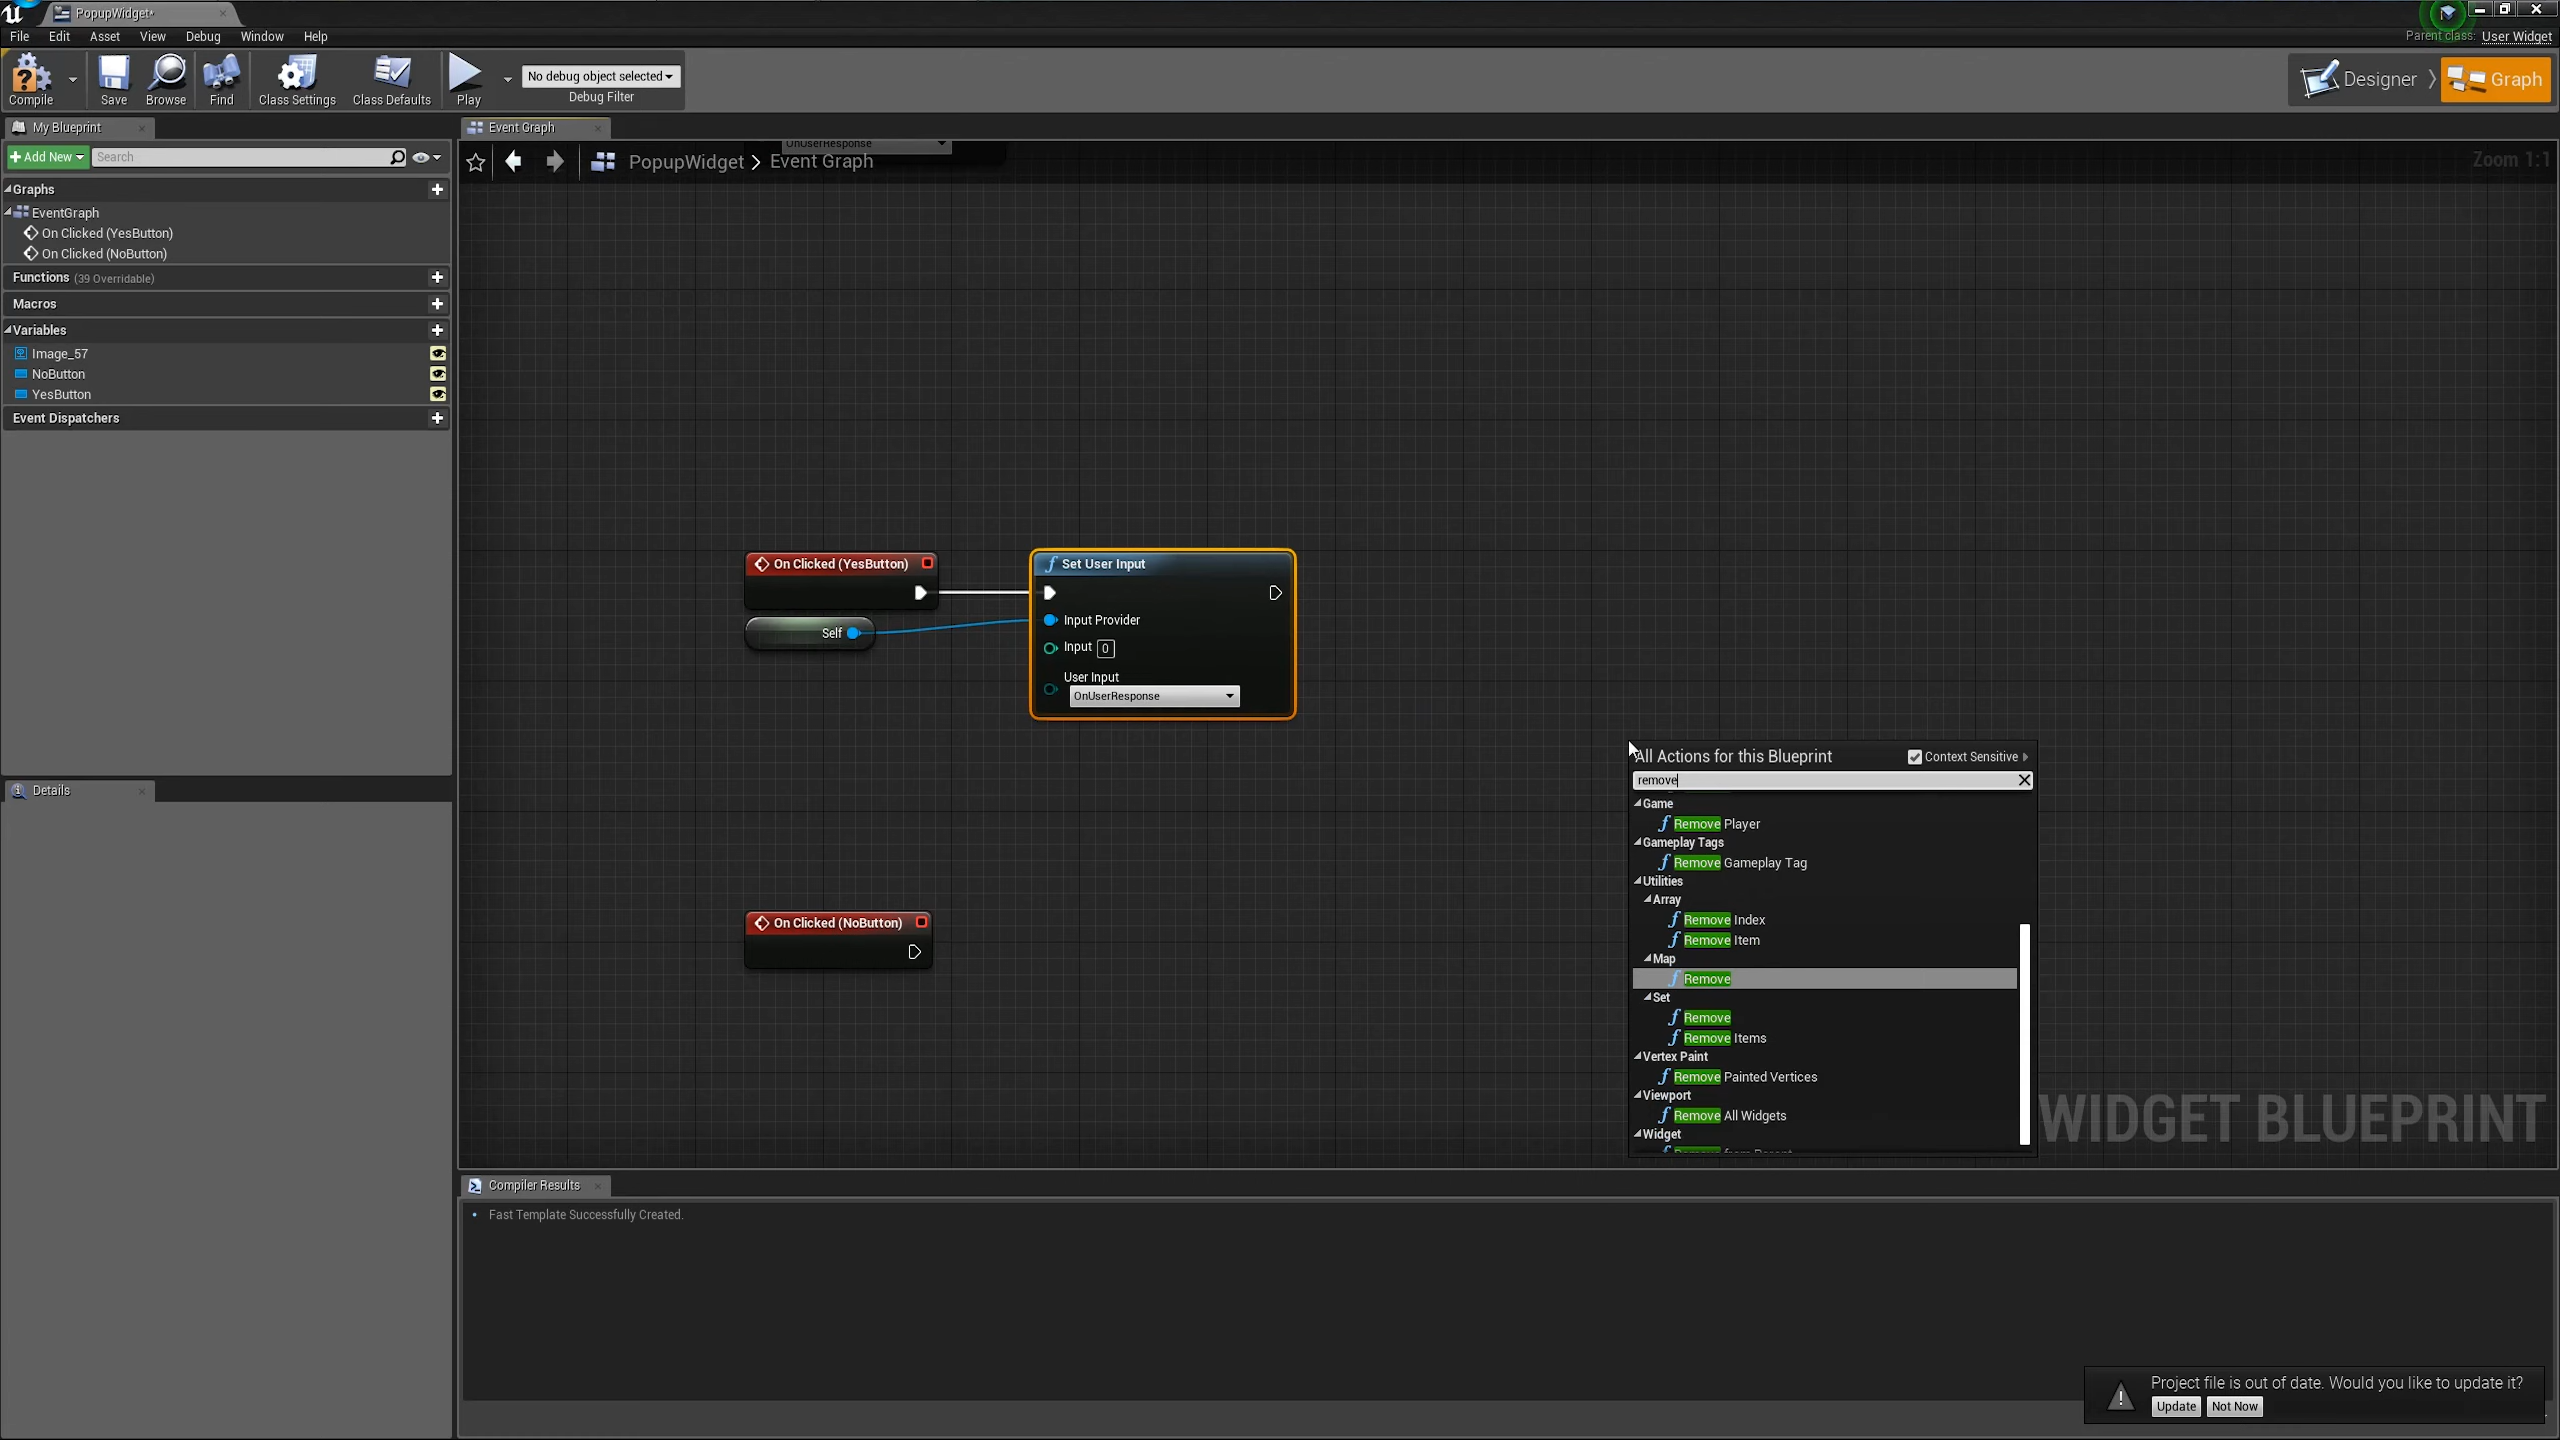 PopupWidget*
File Edit Asset View Debug Window Help
Parent class: User Widget
Compile
Save
Browse
Find
Class Settings
Class Defaults
Play
No debug object selected
Debug Filter
Designer
Graph
My Blueprint
Add New
Search
Graphs
EventGraph
On Clicked (YesButton)
On Clicked (NoButton)
Functions (39 Overridable)
Macros
Variables
Image_57
NoButton
YesButton
Event Dispatchers
Details
Event Graph
OnUserResponse
PopupWidget > Event Graph
Zoom 1:1
On Clicked (YesButton)
Self
Set User Input
Input Provider
Input 0
User Input
OnUserResponse
On Clicked (NoButton)
All Actions for this Blueprint
Context Sensitive
remove
Game
Remove Player
Gameplay Tags
Remove Gameplay Tag
Utilities
Array
Remove Index
Remove Item
Map
Remove
Set
Remove
Remove Items
Vertex Paint
Remove Painted Vertices
Viewport
Remove All Widgets
Widget
Remove from Parent
WIDGET BLUEPRINT
Compiler Results
Fast Template Successfully Created.
Project file is out of date. Would you like to update it?
Update
Not Now